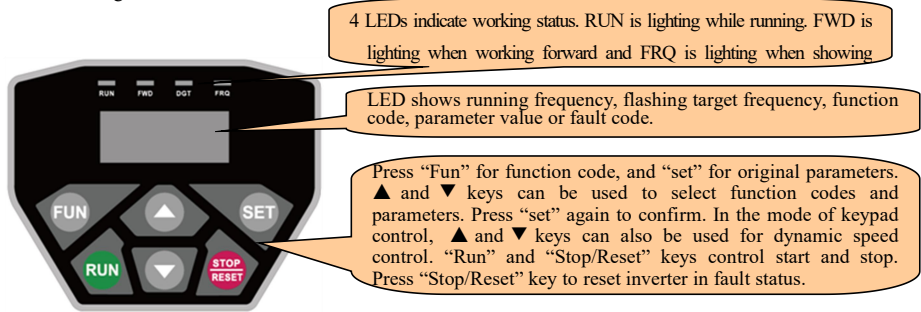 4 LEDs indicate working status. RUN is lighting while running. FWD is
lighting when working forward and FRQ is lighting when showing
RUN FWD DGT FRQ
LED shows running frequency, flashing target frequency, function
code, parameter value or fault code.
Press “Fun” for function code, and “set” for original parameters.
▲ and ▼ keys can be used to select function codes and
parameters. Press “set” again to confirm. In the mode of keypad
control, ▲ and ▼ keys can also be used for dynamic speed
control. “Run” and “Stop/Reset” keys control start and stop.
Press “Stop/Reset” key to reset inverter in fault status.
FUN SET
RUN STOP
RESET